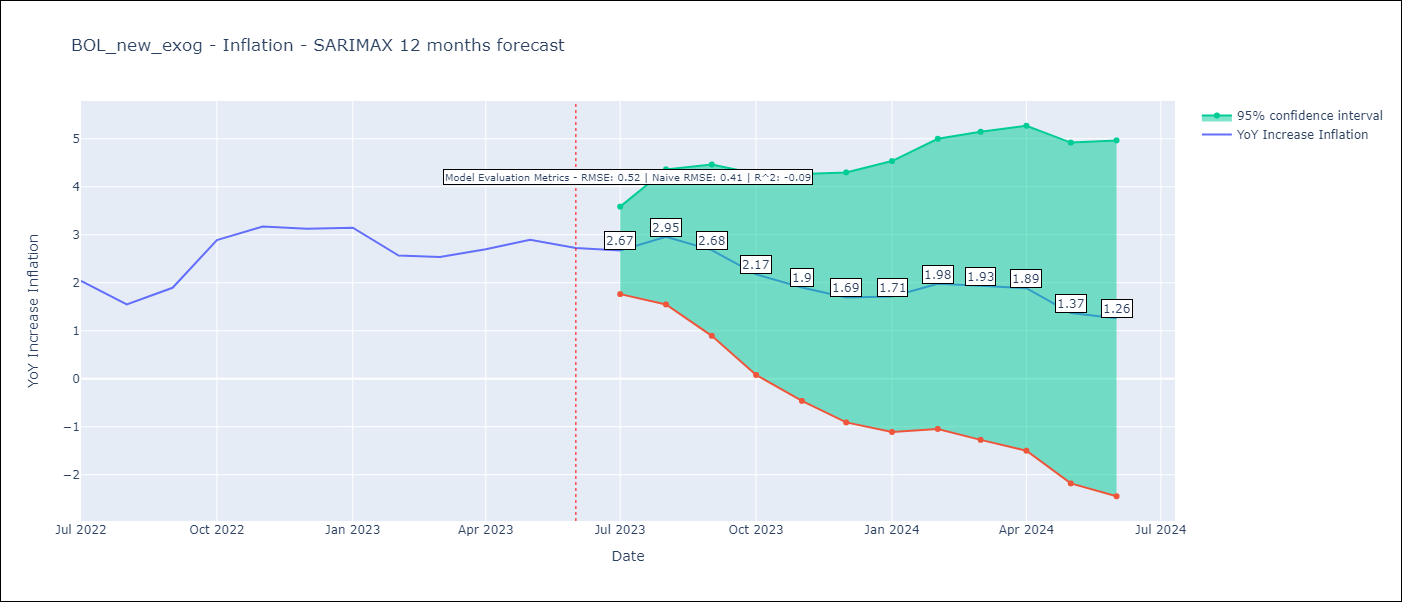 BOL_new_exog - Inflation - SARIMAX 12 months forecast
95% confidence interval
YoY Increase Inflation
Model Evaluation Metrics - RMSE: 0.52 | Naive RMSE: 0.41 | R^2: -0.09
YoY Increase Inflation
5
4
3
2
1
0
−1
−2
2.67
2.95
2.68
2.17
1.9
1.69
1.71
1.98
1.93
1.89
1.37
1.26
Jul 2022
Oct 2022
Jan 2023
Apr 2023
Jul 2023
Oct 2023
Jan 2024
Apr 2024
Jul 2024
Date